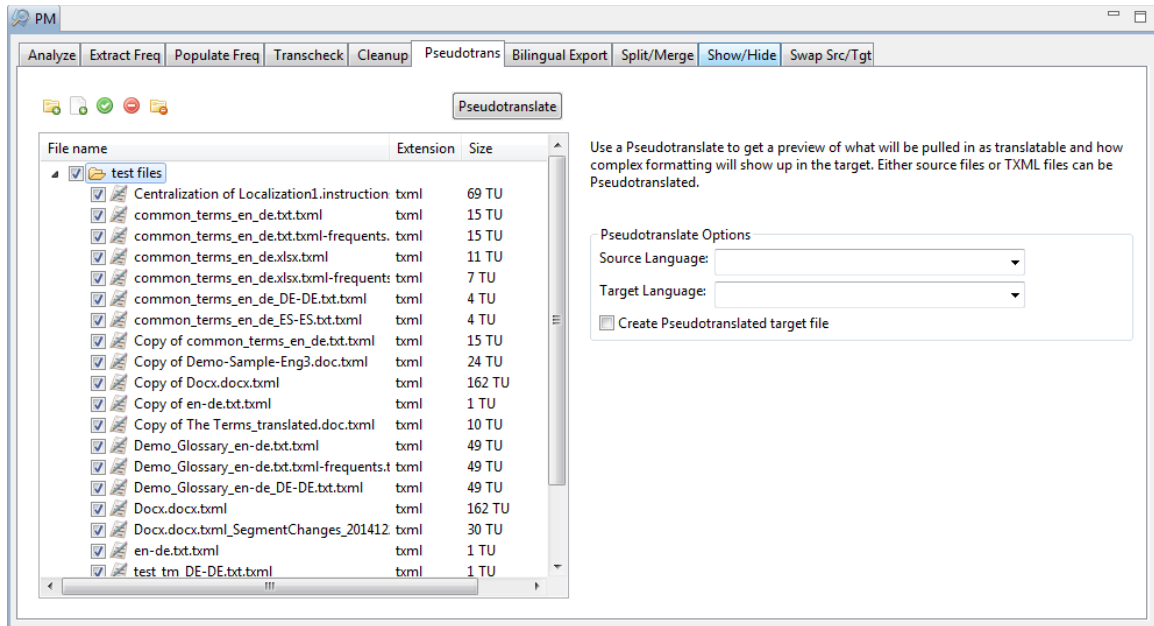 PM
Analyze Extract Freq Populate Freq Transcheck Cleanup Pseudotrans Bilingual Export Split/Merge Show/Hide Swap Src/Tgt
Pseudotranslate
File name Extension Size
test files
Centralization of Localization1.instruction txml 69 TU
common_terms_en_de.txt.txml txml 15 TU
common_terms_en_de.txt.txml-frequents. txml 15 TU
common_terms_en_de.xlsx.txml txml 11 TU
common_terms_en_de.xlsx.txml-frequents txml 7 TU
common_terms_en_de_DE-DE.txt.txml txml 4 TU
common_terms_en_de_ES-ES.txt.txml txml 4 TU
Copy of common_terms_en_de.txt.txml txml 15 TU
Copy of Demo-Sample-Eng3.doc.txml txml 24 TU
Copy of Docx.docx.txml txml 162 TU
Copy of en-de.txt.txml txml 1 TU
Copy of The Terms_translated.doc.txml txml 10 TU
Demo_Glossary_en-de.txt.txml txml 49 TU
Demo_Glossary_en-de.txt.txml-frequents.t txml 49 TU
Demo_Glossary_en-de_DE-DE.txt.txml txml 49 TU
Docx.docx.txml txml 162 TU
Docx.docx.txml_SegmentChanges_201412. txml 30 TU
en-de.txt.txml txml 1 TU
test_tm_DE-DE.txt.txml txml 1 TU
Use a Pseudotranslate to get a preview of what will be pulled in as translatable and how
complex formatting will show up in the target. Either source files or TXML files can be
Pseudotranslated.
Pseudotranslate Options
Source Language:
Target Language:
Create Pseudotranslated target file